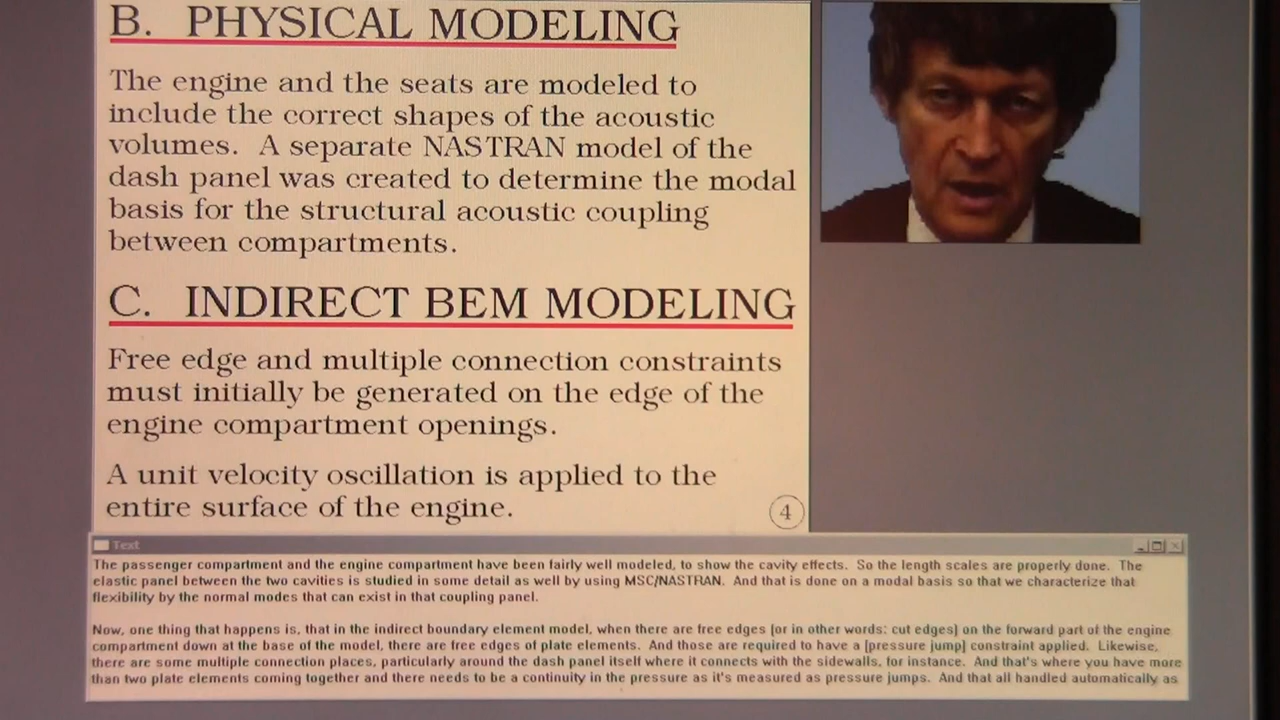 B. PHYSICAL MODELING
The engine and the seats are modeled to
include the correct shapes of the acoustic
volumes. A separate NASTRAN model of the
dash panel was created to determine the modal
basis for the structural acoustic coupling
between compartments.
C. INDIRECT BEM MODELING
Free edge and multiple connection constraints
must initially be generated on the edge of the
engine compartment openings.
A unit velocity oscillation is applied to the
entire surface of the engine.
4
Text
The passenger compartment and the engine compartment have been fairly well modeled, to show the cavity effects. So the length scales are properly done. The
elastic panel between the two cavities is studied in some detail as well by using MSC/NASTRAN. And that is done on a modal basis so that we characterize that
flexibility by the normal modes that can exist in that coupling panel.
Now, one thing that happens is, that in the indirect boundary element model, when there are free edges [or in other words: cut edges] on the forward part of the engine
compartment down at the base of the model, there are free edges of plate elements. And those are required to have a [pressure jump] constraint applied. Likewise,
there are some multiple connection places, particularly around the dash panel itself where it connects with the sidewalls, for instance. And that's where you have more
than two plate elements coming together and there needs to be a continuity in the pressure as it's measured as pressure jumps. And that all handled automatically as